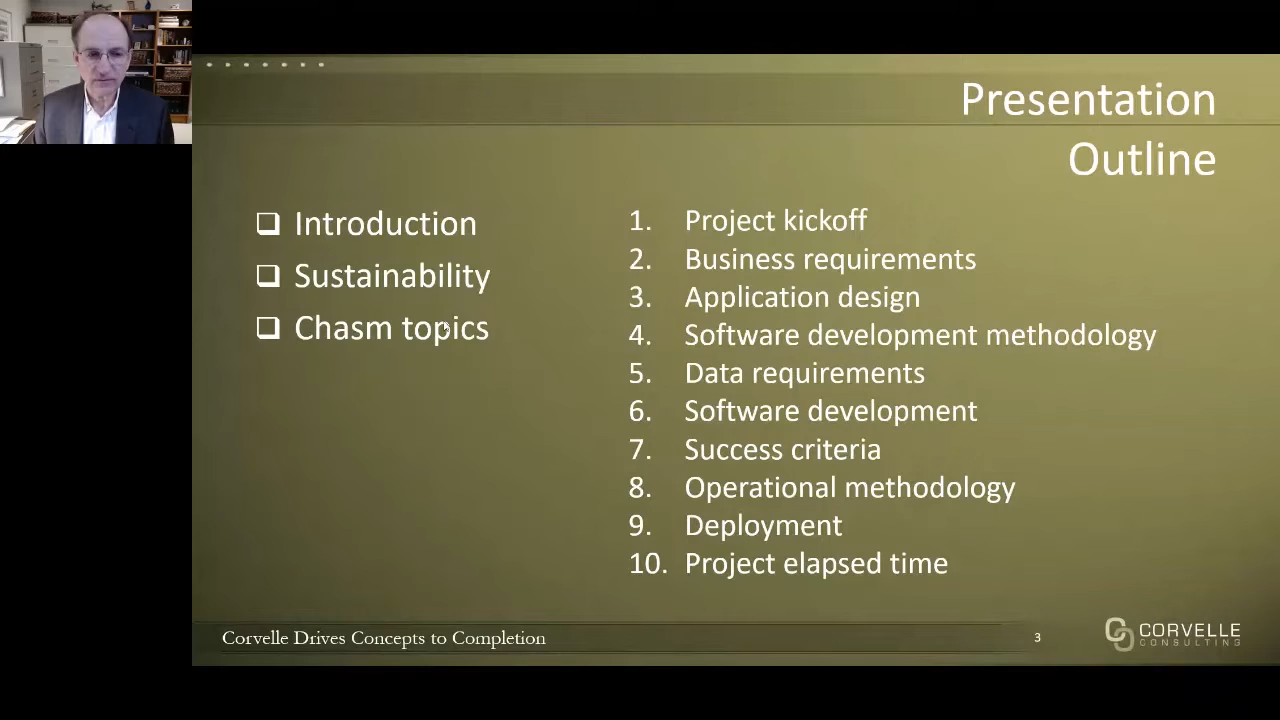 Presentation
Outline
❑ Introduction
❑ Sustainability
❑ Chasm topics
1. Project kickoff
2. Business requirements
3. Application design
4. Software development methodology
5. Data requirements
6. Software development
7. Success criteria
8. Operational methodology
9. Deployment
10. Project elapsed time
Corvelle Drives Concepts to Completion
3
CORVELLE
CONSULTING